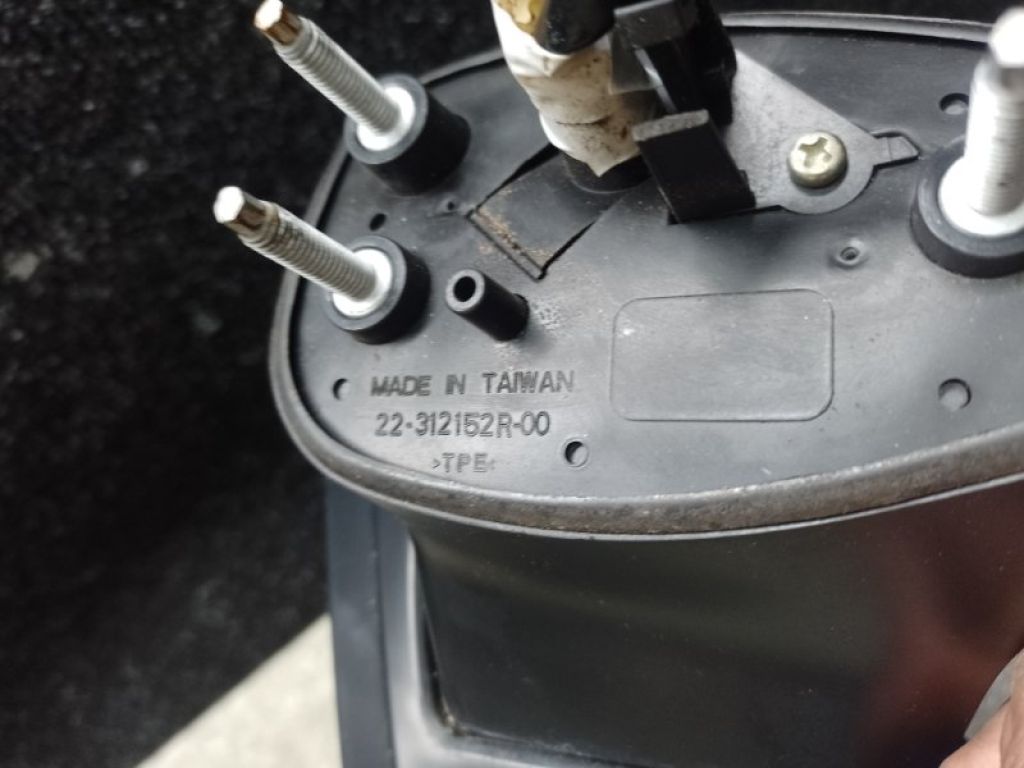 MADE IN TAIWAN
22-312152R-00
>TPE<